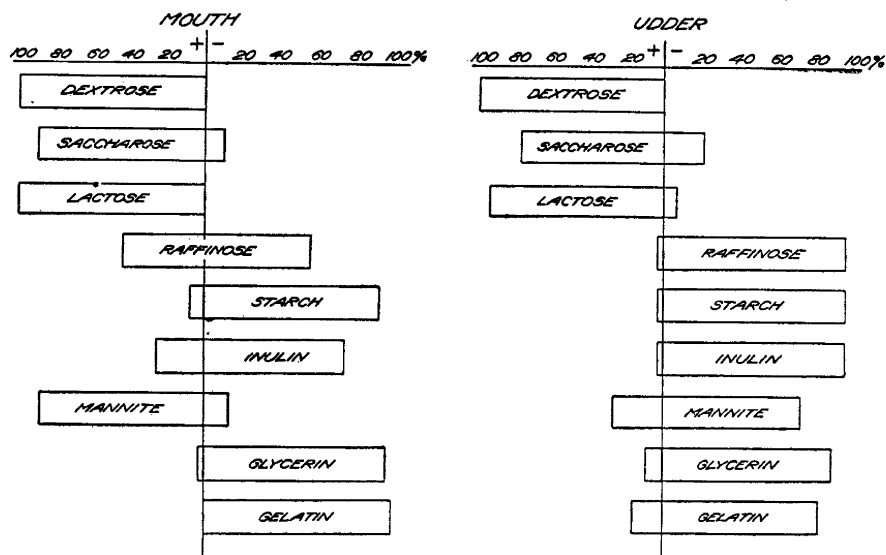 MOUTH
+ -
100 80 60 40 20 20 40 60 80 100%
DEXTROSE
SACCHAROSE
LACTOSE
RAFFINOSE
STARCH
INULIN
MANNITE
GLYCERIN
GELATIN
UDDER
+ -
100 80 60 40 20 20 40 60 80 100%
DEXTROSE
SACCHAROSE
LACTOSE
RAFFINOSE
STARCH
INULIN
MANNITE
GLYCERIN
GELATIN